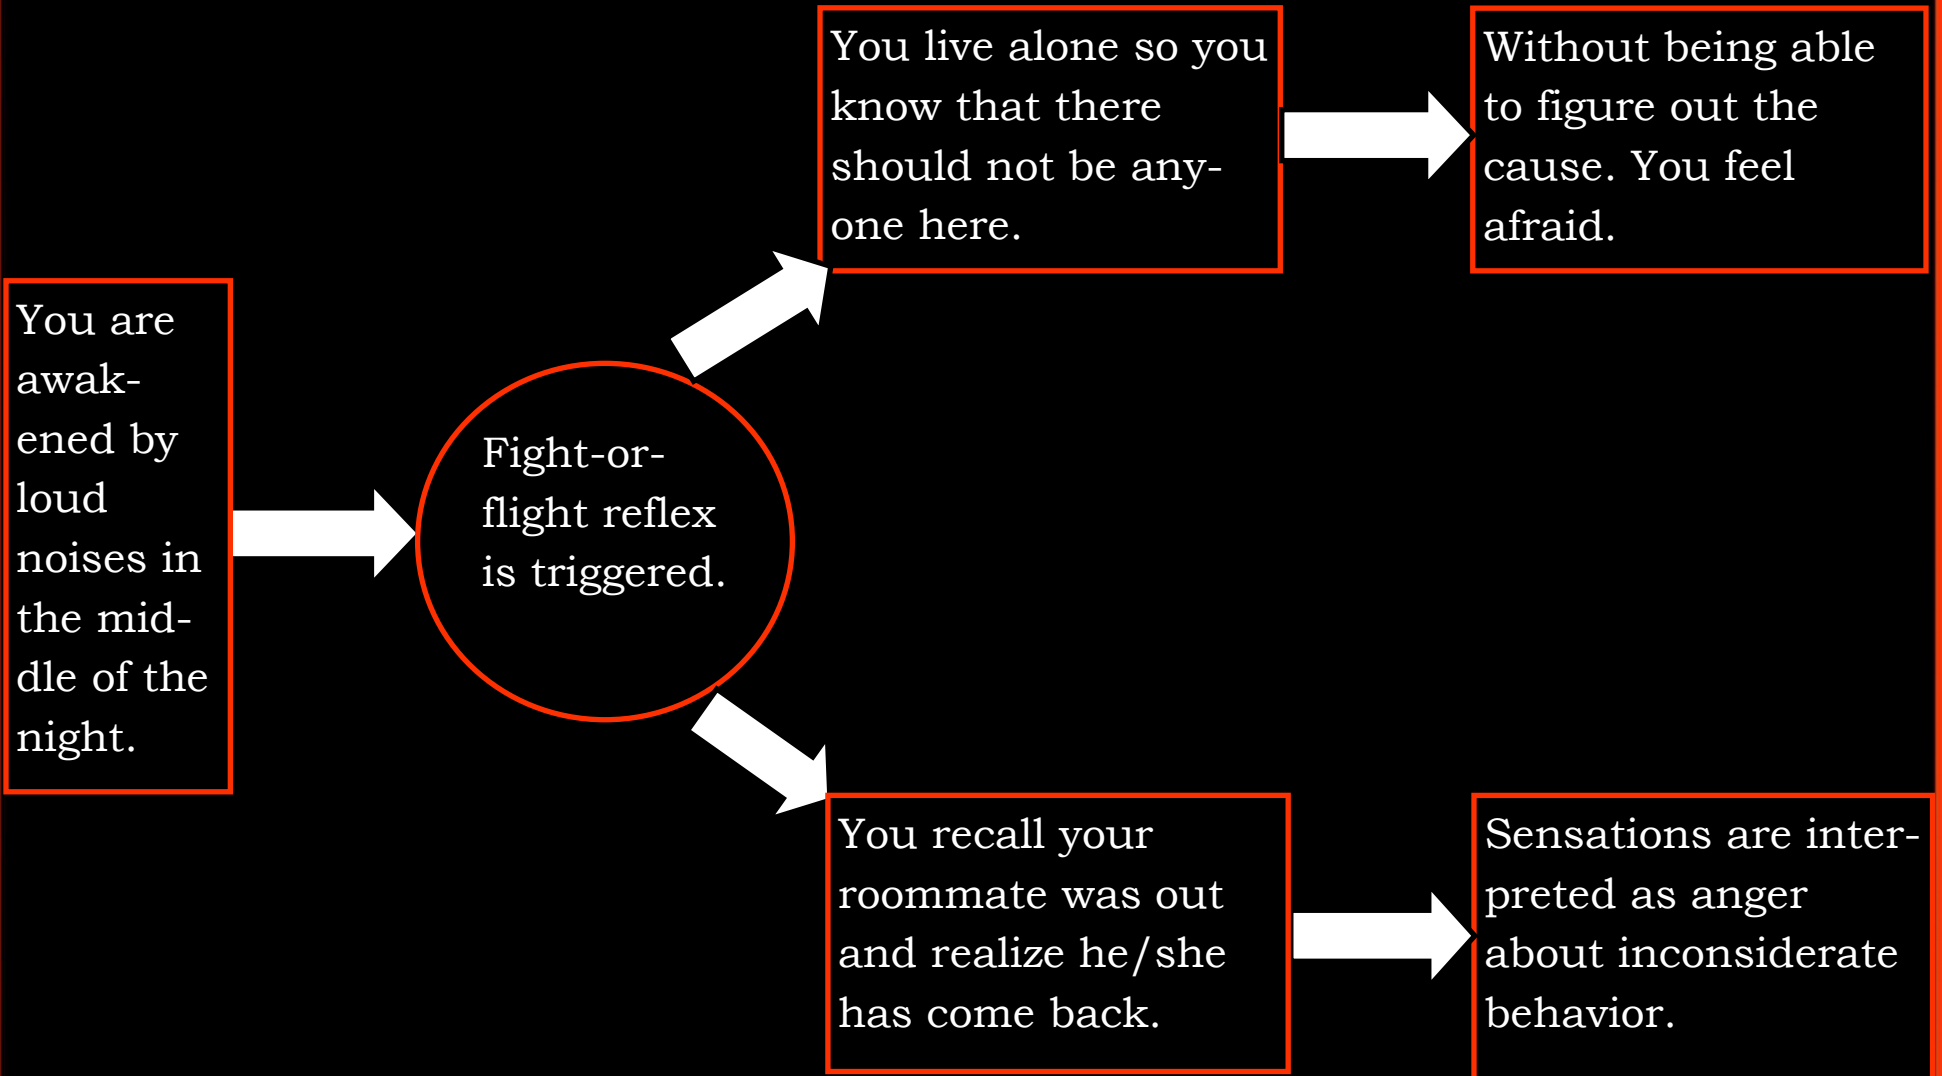 You are
awak-
ened by
loud
noises in
the mid-
dle of the
night.
Fight-or-
flight reflex
is triggered.
You live alone so you
know that there
should not be any-
one here.
Without being able
to figure out the
cause. You feel
afraid.
You recall your
roommate was out
and realize he/she
has come back.
Sensations are inter-
preted as anger
about inconsiderate
behavior.